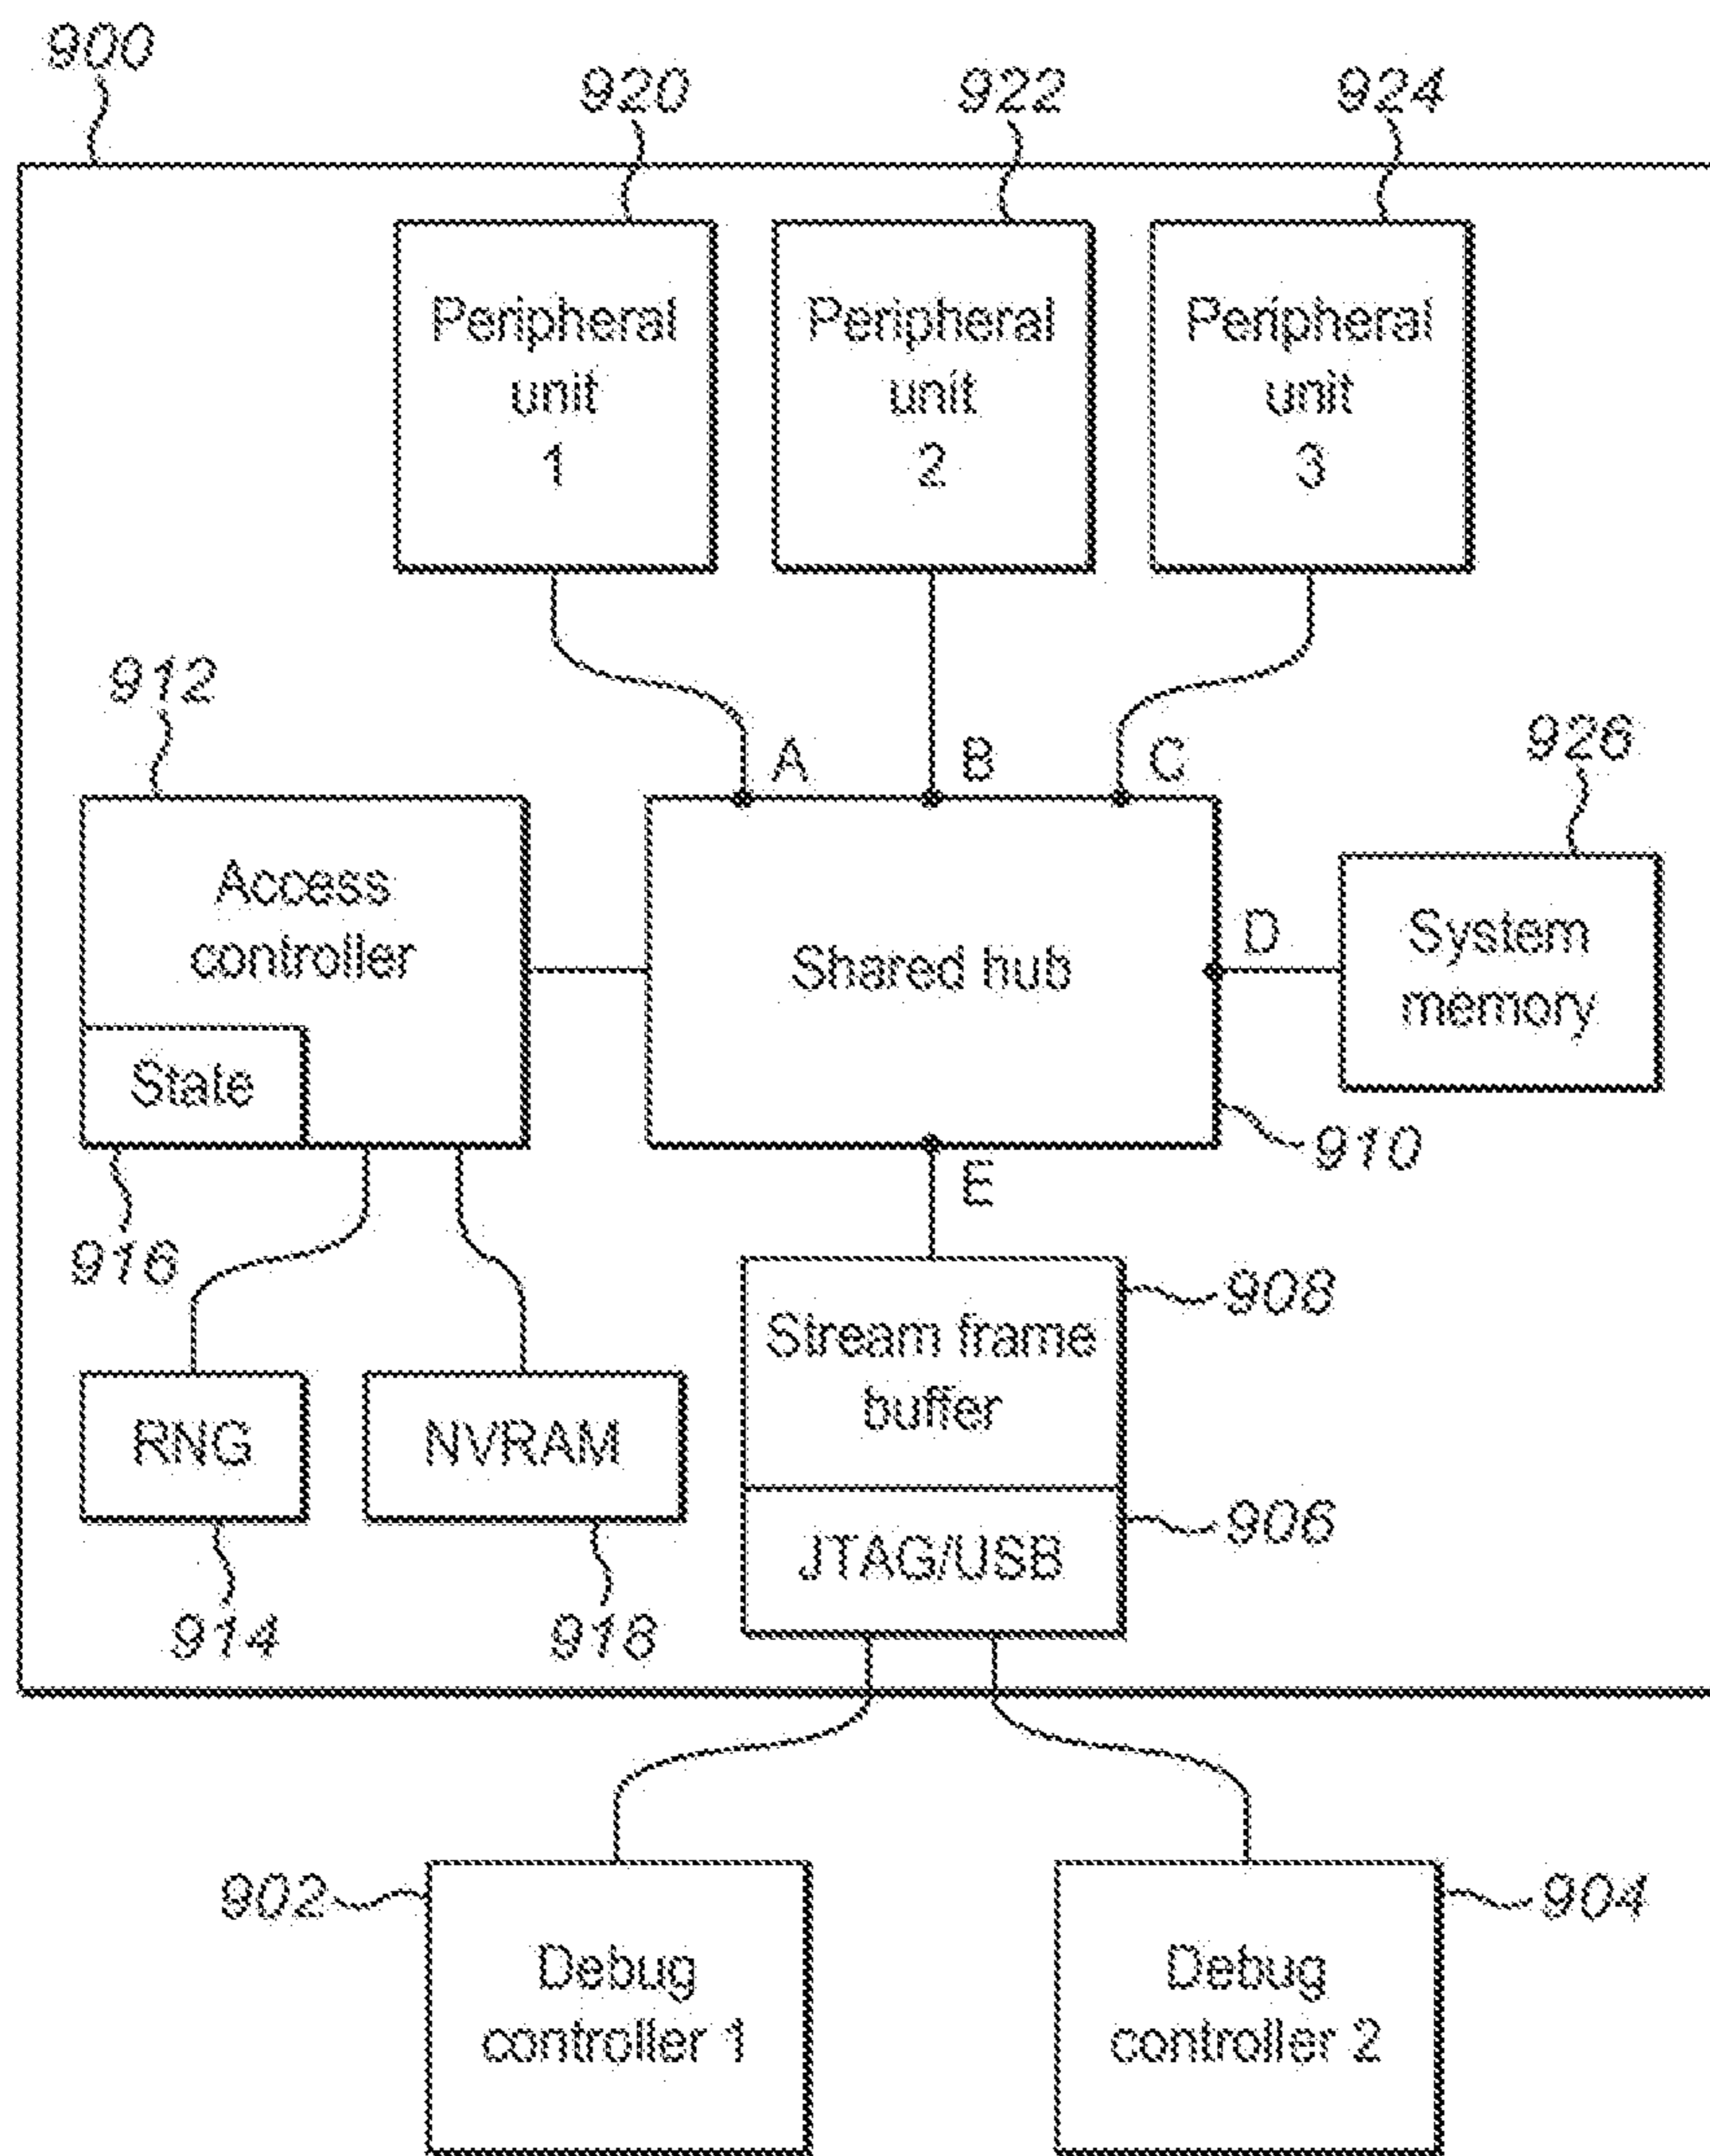 900
920 922 924
Peripheral
unit
1
Peripheral
unit
2
Peripheral
unit
3
912
A B C
926
Access
controller
State
Shared hub
D
System
memory
910
E
916
908
Stream frame
buffer
RNG
NVRAM
906
JTAG/USB
914
918
902
904
Debug
controller 1
Debug
controller 2